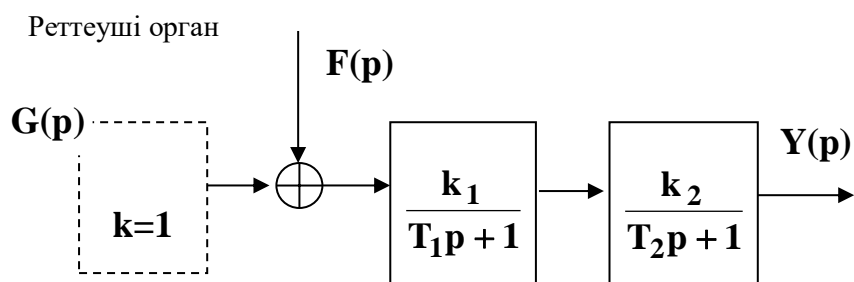 Реттеуші орган
F(p)
G(p)
k=1
k₁
T₁p + 1
k₂
T₂p + 1
Y(p)